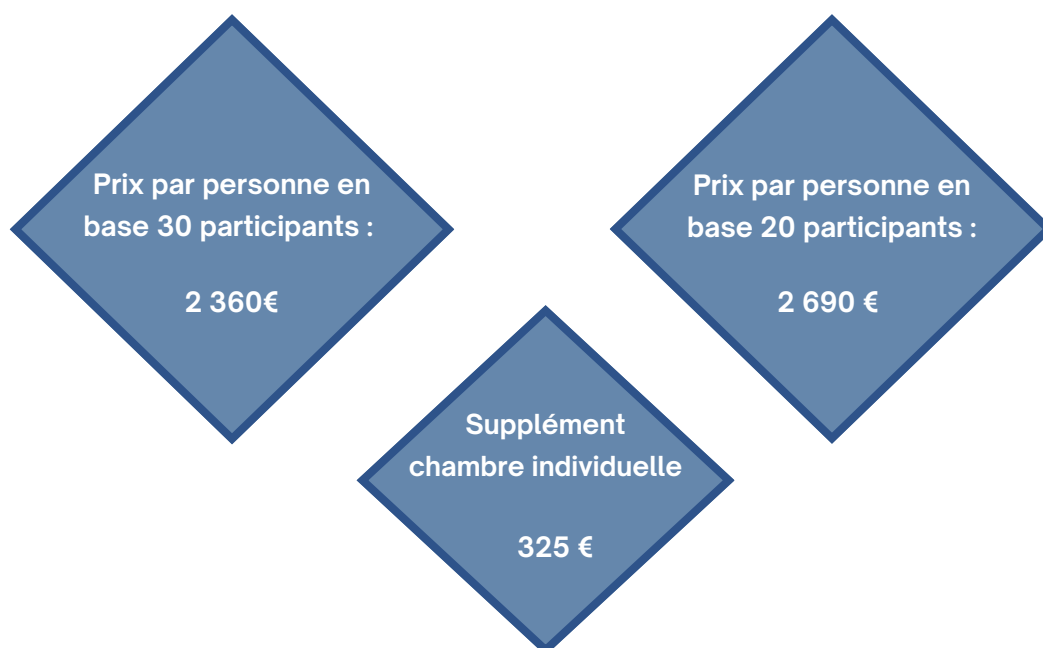 Prix par personne en
base 30 participants :
2 360€
Prix par personne en
base 20 participants :
2 690 €
Supplément
chambre individuelle
325 €